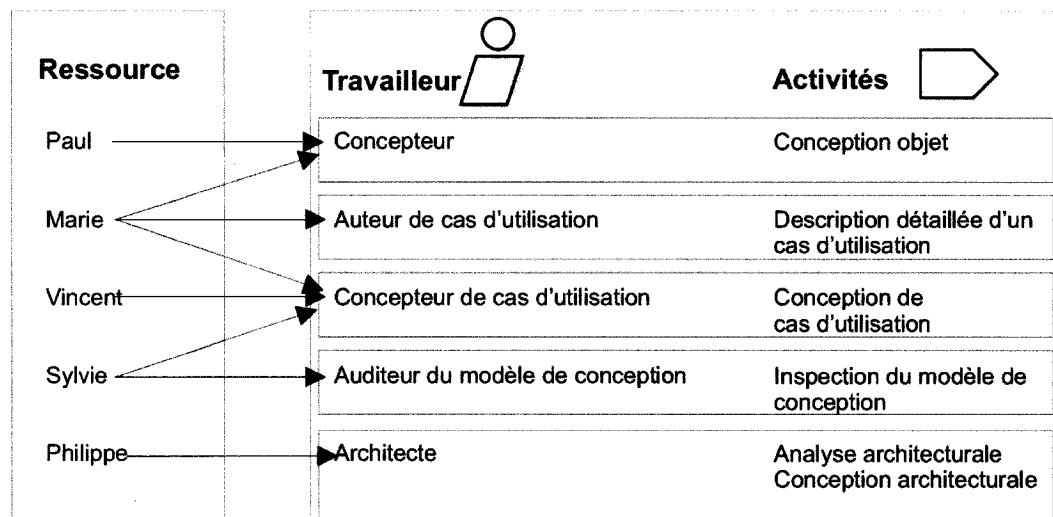 Ressource
Travailleur
Activités
Paul
Concepteur
Conception objet
Marie
Auteur de cas d'utilisation
Description détaillée d'un
cas d'utilisation
Vincent
Concepteur de cas d'utilisation
Conception de
cas d'utilisation
Sylvie
Auditeur du modèle de conception
Inspection du modèle de
conception
Philippe
Architecte
Analyse architecturale
Conception architecturale